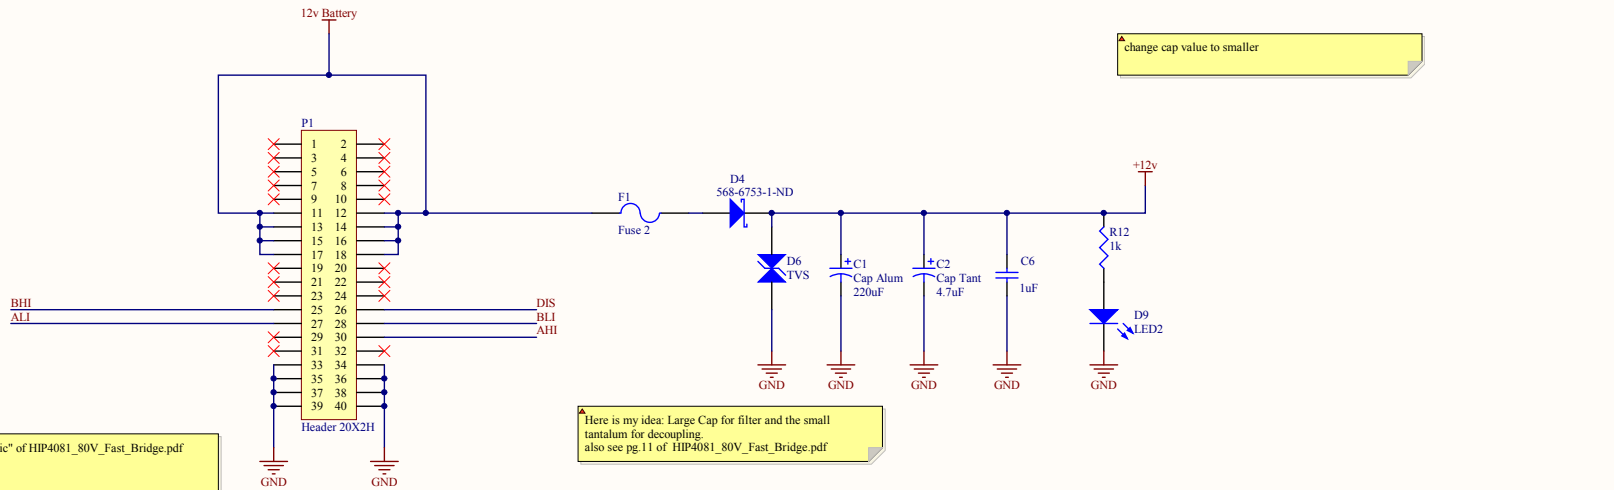 12v Battery
change cap value to smaller
P1
1 2
3 4
5 6
7 8
9 10
11 12
13 14
15 16
17 18
19 20
21 22
23 24
25 26
27 28
29 30
31 32
33 34
35 36
37 38
39 40
Header 20X2H
BHI
ALI
DIS
BLI
AHI
GND
GND
F1
Fuse 2
D4
568-6753-1-ND
+12v
D6
TVS
GND
C1
Cap Alum
220uF
GND
C2
Cap Tant
4.7uF
GND
C6
1uF
GND
R12
1k
D9
LED2
GND
Here is my idea: Large Cap for filter and the small
tantalum for decoupling.
also see pg.11 of HIP4081_80V_Fast_Bridge.pdf
ic" of HIP4081_80V_Fast_Bridge.pdf